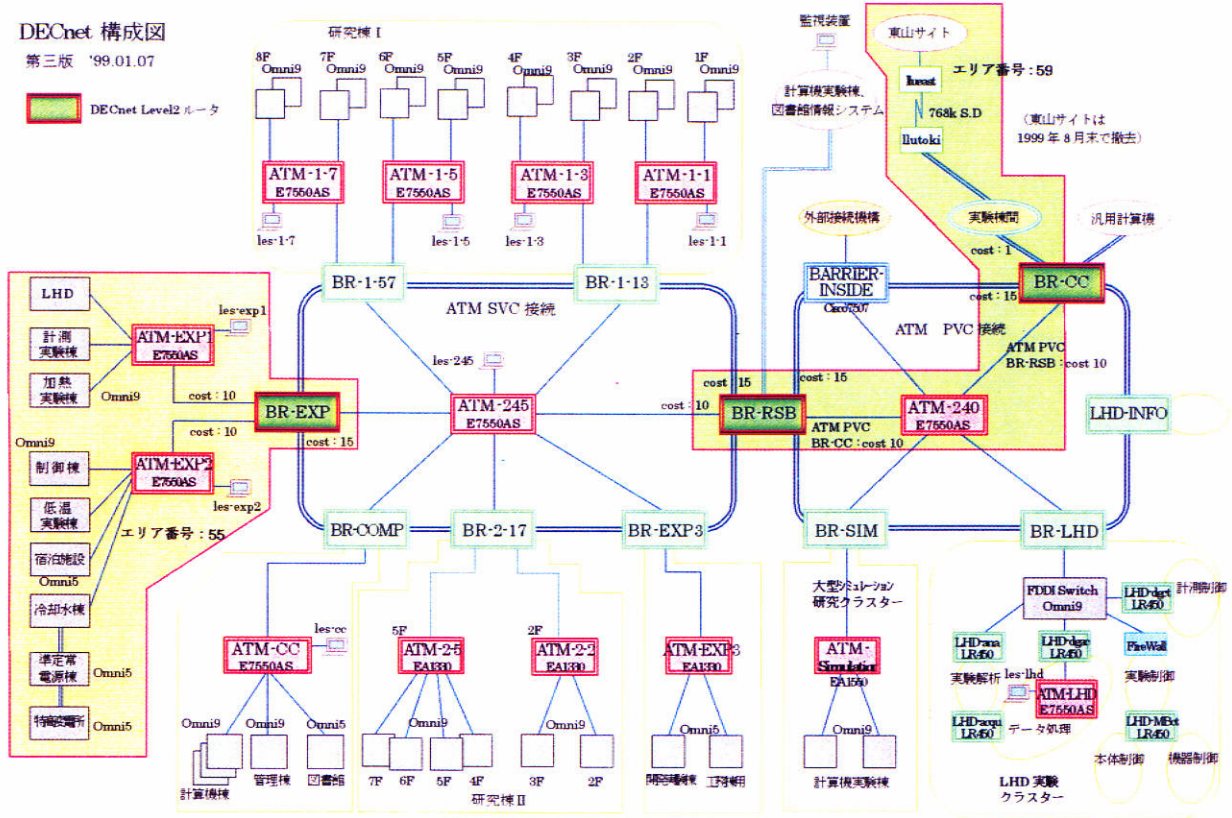 DECnet 構成図
第三版 '99.01.07
DECnet Level2 ルータ
研究棟 I
8F
Omni9
7F
Omni9
6F
Omni9
5F
Omni9
4F
Omni9
3F
Omni9
2F
Omni9
1F
Omni9
ATM-1-7
E7550AS
ATM-1-5
E7550AS
ATM-1-3
E7550AS
ATM-1-1
E7550AS
les-1-7
les-1-5
les-1-3
les-1-1
監視装置
計算機実験棟、
図書館情報システム
東山サイト
エリア番号：59
768k S.D
Ilutoki
（東山サイトは
1999年8月末で撤去）
外部接続機構
実験棟間
汎用計算機
cost：1
BR-1-57
BR-1-13
BARRIER-
INSIDE
Cisco7507
cost：15
BR-CC
ATM SVC 接続
ATM PVC 接続
ATM PVC
BR-RSB：cost 10
LHD
計測
実験棟
加熱
実験棟
ATM-EXP1
E7550AS
les-exp1
Omni9
cost：10
BR-EXP
cost：10
cost：15
les-245
ATM-245
E7550AS
cost：15
cost：15
cost：10
BR-RSB
ATM PVC
BR-CC：cost 10
ATM-240
E7550AS
LHD-INFO
Omni9
制御棟
低温
実験棟
宿泊施設
Omni5
冷却水棟
準定常
電源棟
Omni5
特高変電所
Omni5
ATM-EXP2
E7550AS
les-exp2
エリア番号：55
BR-COMP
BR-2-17
BR-EXP3
BR-SIM
BR-LHD
les-cc
ATM-CC
E7550AS
Omni9
Omni9
Omni5
計算機棟
管理棟
図書館
5F
ATM-2-5
EA1330
2F
ATM-2-2
EA1330
Omni9
Omni9
7F
6F
5F
4F
3F
2F
研究棟 II
ATM-EXP3
E7550AS
Omni5
大型シミュレーション
研究クラスター
ATM-
Simulation
EA1550
Omni9
計算機実験棟
FDDI Switch
Omni9
LR450
計測制御
LHD-ana
LR450
実験解析
LR450
FireWall
実験制御
les-lhd
ATM-LHD
E7550AS
データ処理
LHD-acqu
LR450
LR450
本体制御
機器制御
LHD 実験
クラスター